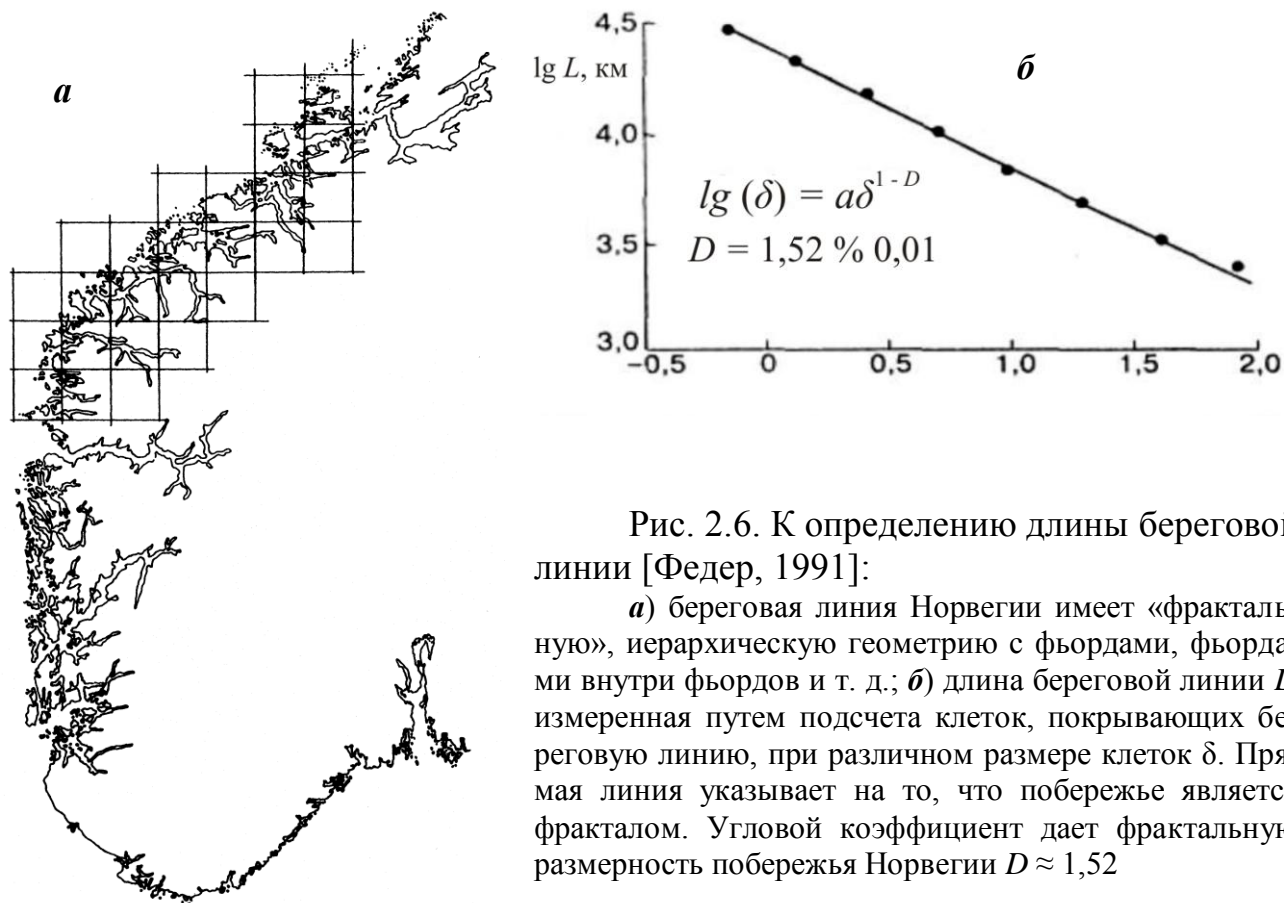 а
4,5
lg L, км
4,0
3,5
3,0
б
lg (δ) = aδ^{1 - D}
D = 1,52 % 0,01
−0,5 0 0,5 1,0 1,5 2,0
Рис. 2.6. К определению длины береговой
линии [Федер, 1991]:
а) береговая линия Норвегии имеет «фракталь
ную», иерархическую геометрию с фьордами, фьорда
ми внутри фьордов и т. д.; б) длина береговой линии L
измеренная путем подсчета клеток, покрывающих бе
реговую линию, при различном размере клеток δ. Пря
мая линия указывает на то, что побережье является
фракталом. Угловой коэффициент дает фрактальную
размерность побережья Норвегии D ≈ 1,52